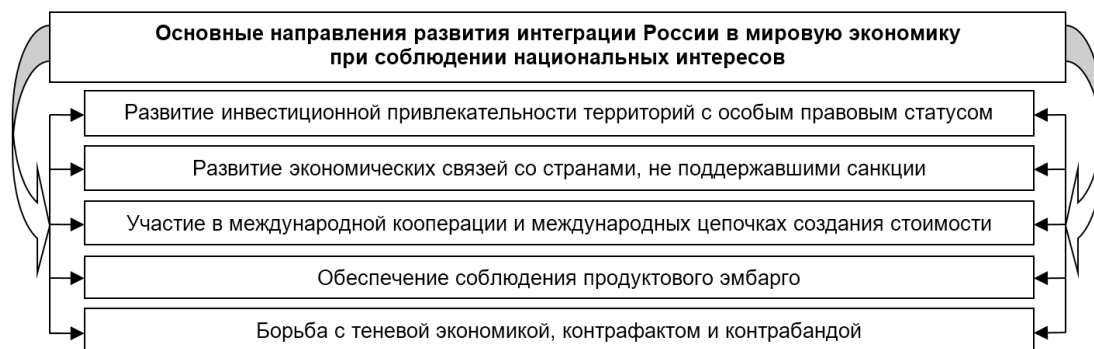 Основные направления развития интеграции России в мировую экономику
при соблюдении национальных интересов
Развитие инвестиционной привлекательности территорий с особым правовым статусом
Развитие экономических связей со странами, не поддержавшими санкции
Участие в международной кооперации и международных цепочках создания стоимости
Обеспечение соблюдения продуктового эмбарго
Борьба с теневой экономикой, контрафактом и контрабандой